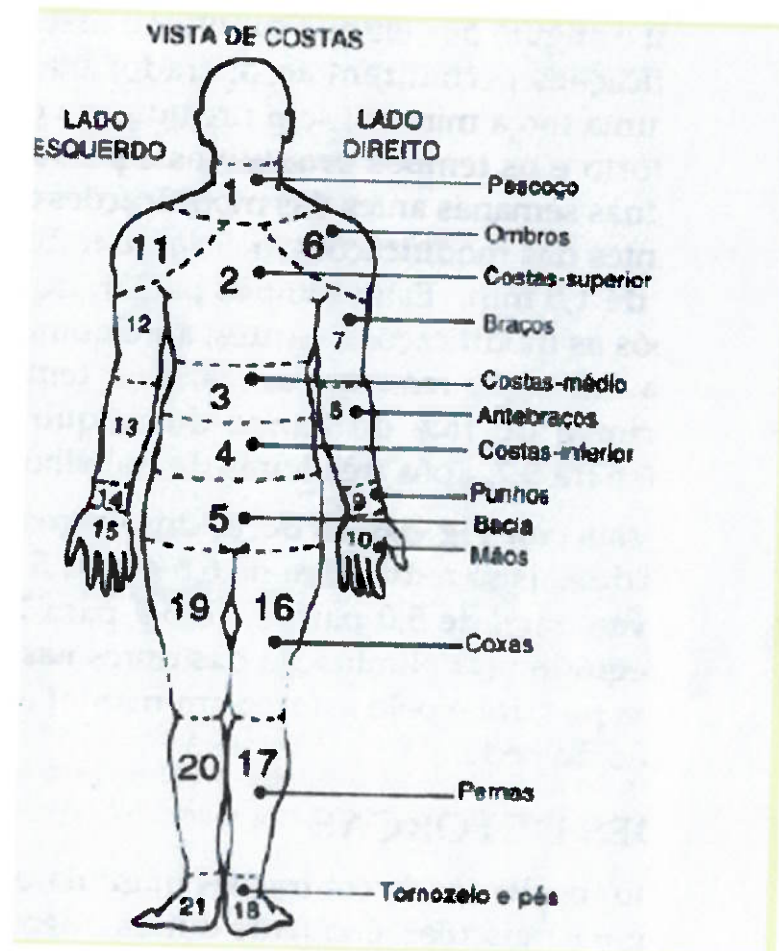 VISTA DE COSTAS
LADO ESQUERDO
LADO DIREITO
1
Pescoço
11
6
Ombros
2
Costas-superior
12
7
Braços
3
Costas-médio
13
Antebraços
4
Costas-inferior
14
9
Punhos
15
5
Bacia
10
Mãos
19
16
Coxas
20
17
Pernas
21
18
Tornozelo e pés